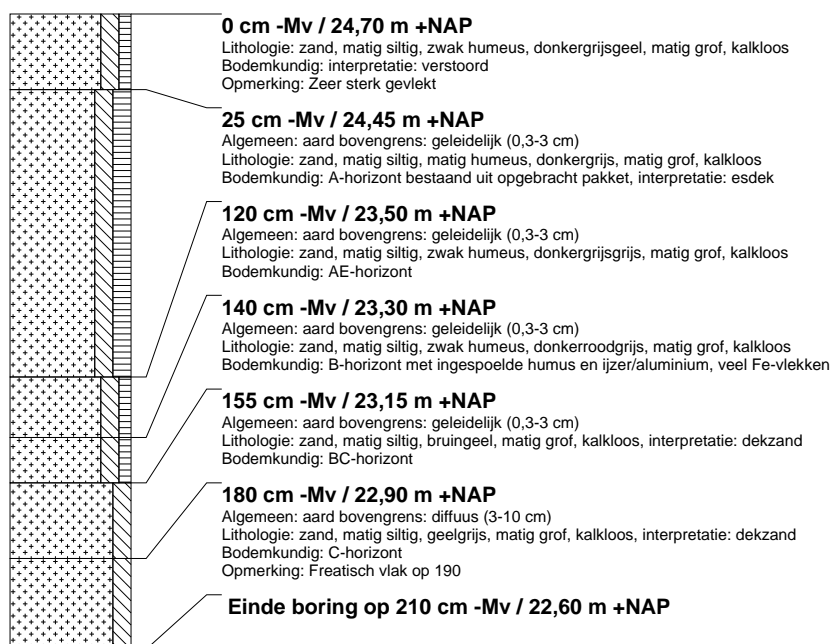 0 cm -Mv / 24,70 m +NAP
Lithologie: zand, matig siltig, zwak humeus, donkergrijsgeel, matig grof, kalkloos
Bodemkundig: interpretatie: verstoord
Opmerking: Zeer sterk gevlekt
25 cm -Mv / 24,45 m +NAP
Algemeen: aard bovengrens: geleidelijk (0,3-3 cm)
Lithologie: zand, matig siltig, matig humeus, donkergrijs, matig grof, kalkloos
Bodemkundig: A-horizont bestaand uit opgebracht pakket, interpretatie: esdek
120 cm -Mv / 23,50 m +NAP
Algemeen: aard bovengrens: geleidelijk (0,3-3 cm)
Lithologie: zand, matig siltig, zwak humeus, donkergrijsgrijs, matig grof, kalkloos
Bodemkundig: AE-horizont
140 cm -Mv / 23,30 m +NAP
Algemeen: aard bovengrens: geleidelijk (0,3-3 cm)
Lithologie: zand, matig siltig, zwak humeus, donkerroodgrijs, matig grof, kalkloos
Bodemkundig: B-horizont met ingespoelde humus en ijzer/aluminium, veel Fe-vlekken
155 cm -Mv / 23,15 m +NAP
Algemeen: aard bovengrens: geleidelijk (0,3-3 cm)
Lithologie: zand, matig siltig, bruingeel, matig grof, kalkloos, interpretatie: dekzand
Bodemkundig: BC-horizont
180 cm -Mv / 22,90 m +NAP
Algemeen: aard bovengrens: diffuus (3-10 cm)
Lithologie: zand, matig siltig, geelgrijs, matig grof, kalkloos, interpretatie: dekzand
Bodemkundig: C-horizont
Opmerking: Freatisch vlak op 190
Einde boring op 210 cm -Mv / 22,60 m +NAP